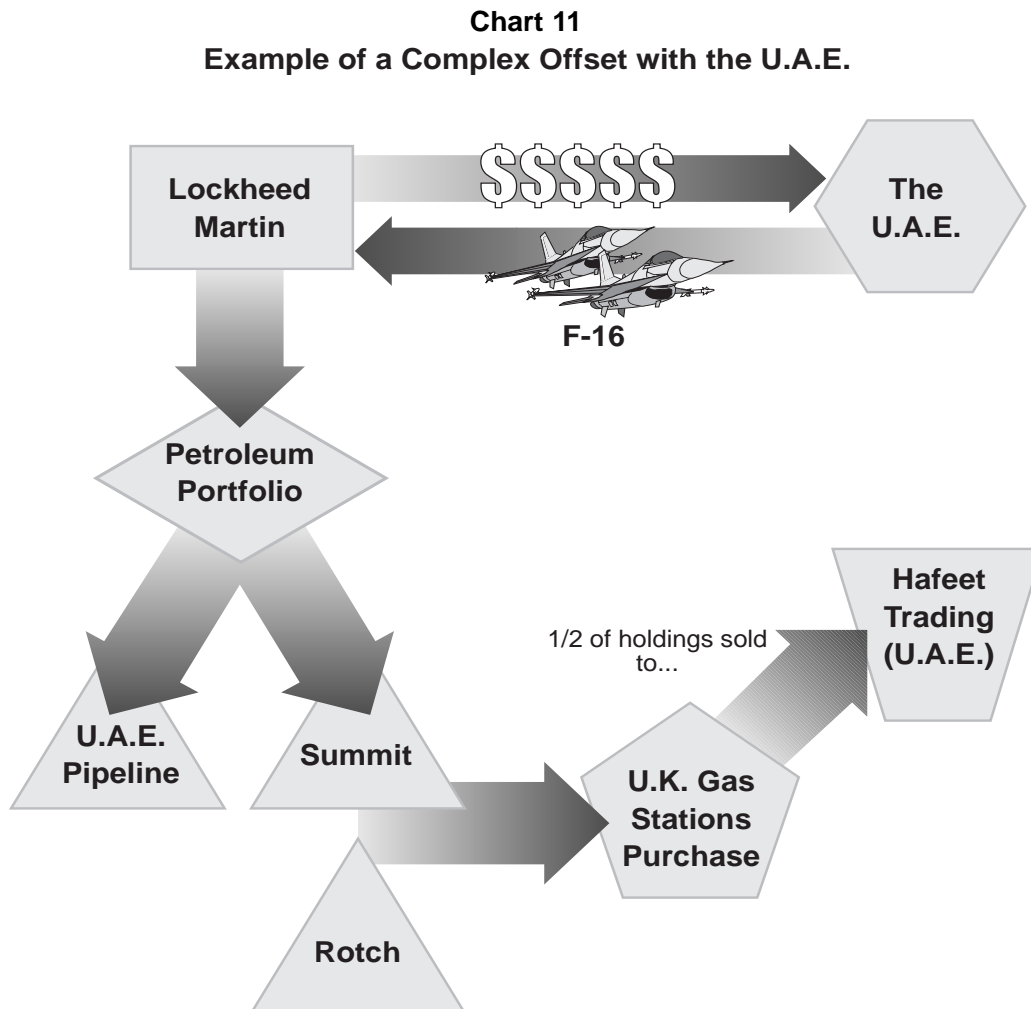 Chart 11
Example of a Complex Offset with the U.A.E.
Lockheed
Martin
$$$$$
The
U.A.E.
F-16
Petroleum
Portfolio
Hafeet
Trading
(U.A.E.)
1/2 of holdings sold
to...
U.A.E.
Pipeline
Summit
U.K. Gas
Stations
Purchase
Rotch